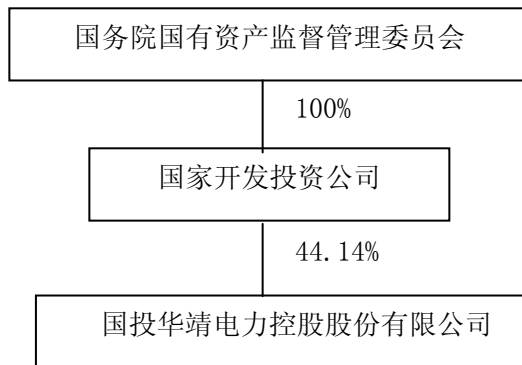 国务院国有资产监督管理委员会
100%
国家开发投资公司
44.14%
国投华靖电力控股股份有限公司